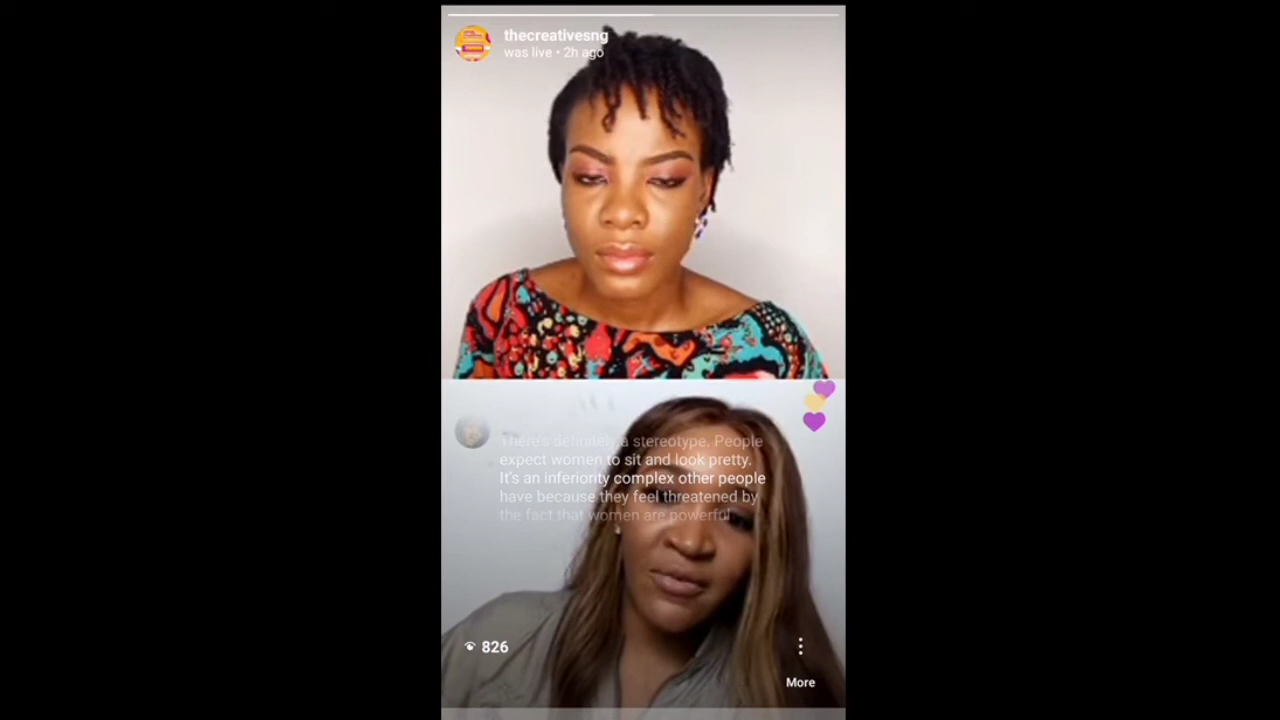 thecreativesng
was live • 2h ago
There's definitely a stereotype. People
expect women to sit and look pretty.
It's an inferiority complex other people
have because they feel threatened by
the fact that women are powerful
826
More